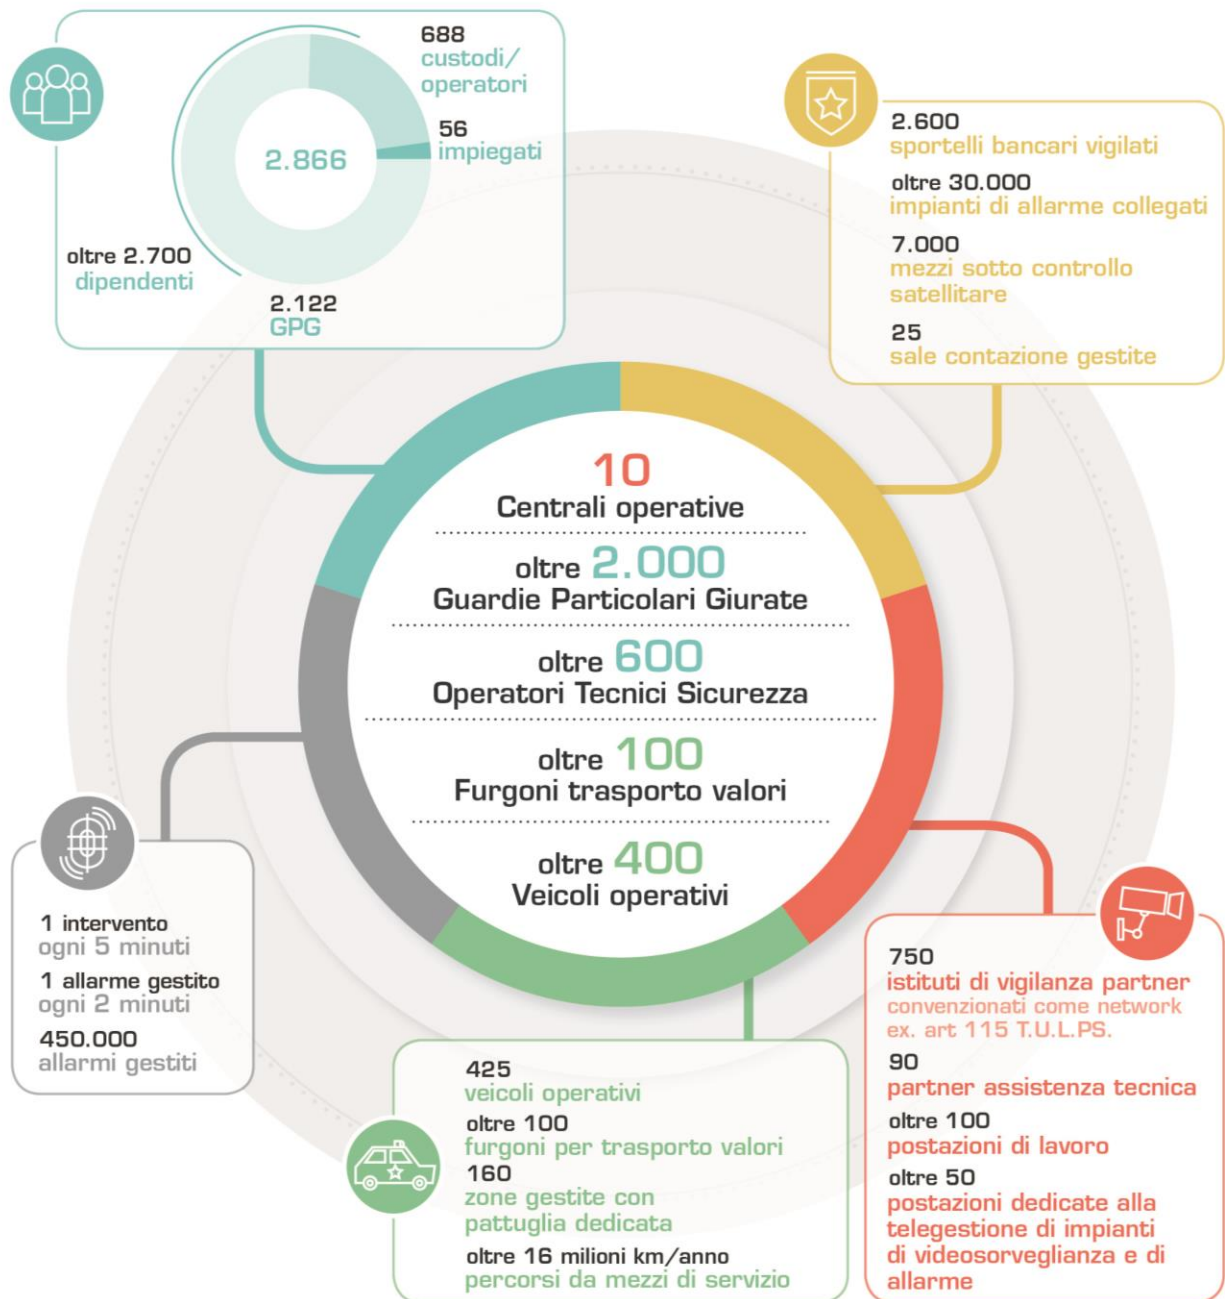 688
custodi/
operatori
56
impiegati
2.866
oltre 2.700
dipendenti
2.122
GPG
2.600
sportelli bancari vigilati
oltre 30.000
impianti di allarme collegati
7.000
mezzi sotto controllo
satellitare
25
sale contazione gestite
10
Centrali operative
oltre 2.000
Guardie Particolari Giurate
oltre 600
Operatori Tecnici Sicurezza
oltre 100
Furgoni trasporto valori
oltre 400
Veicoli operativi
1 intervento
ogni 5 minuti
1 allarme gestito
ogni 2 minuti
450.000
allarmi gestiti
425
veicoli operativi
oltre 100
furgoni per trasporto valori
160
zone gestite con
pattuglia dedicata
oltre 16 milioni km/anno
percorsi da mezzi di servizio
750
istituti di vigilanza partner
convenzionati come network
ex. art 115 T.U.L.PS.
90
partner assistenza tecnica
oltre 100
postazioni di lavoro
oltre 50
postazioni dedicate alla
telegestione di impianti
di videosorveglianza e di
allarme